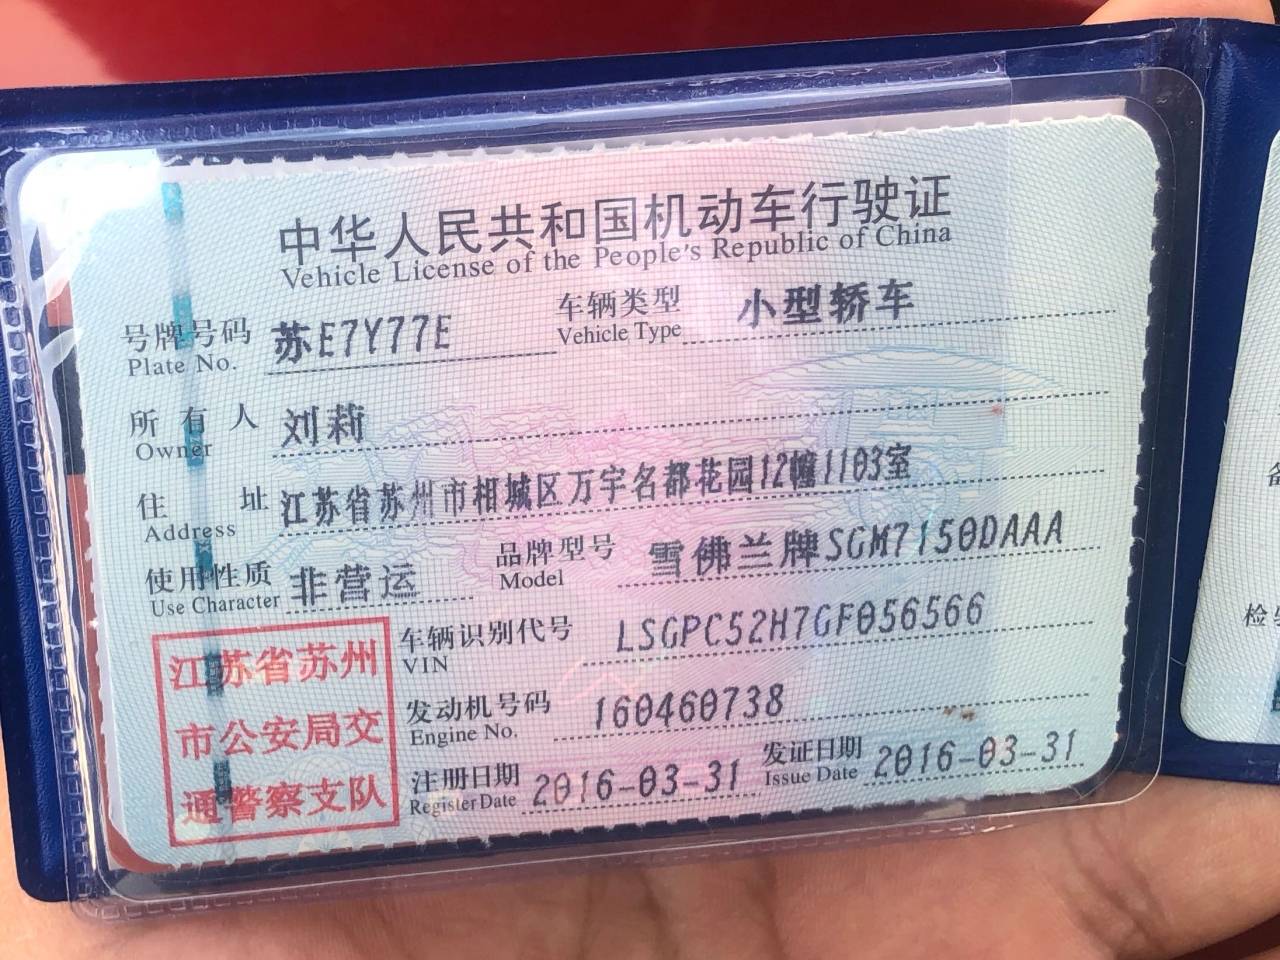 中华人民共和国机动车行驶证
Vehicle License of the People's Republic of China
号牌号码 苏E7Y77E 车辆类型 小型轿车
Plate No. Vehicle Type
所有人 刘莉
Owner
住址 江苏省苏州市相城区万宇名都花园12幢1103室
Address
使用性质 非营运 品牌型号 雪佛兰牌SGM7150DAAA
Use Character Model
江苏省苏州
市公安局交
通警察支队
车辆识别代号 LSGPC52H7GF056566
VIN
发动机号码 160460738
Engine No.
注册日期 2016-03-31 发证日期 2016-03-31
Register Date Issue Date